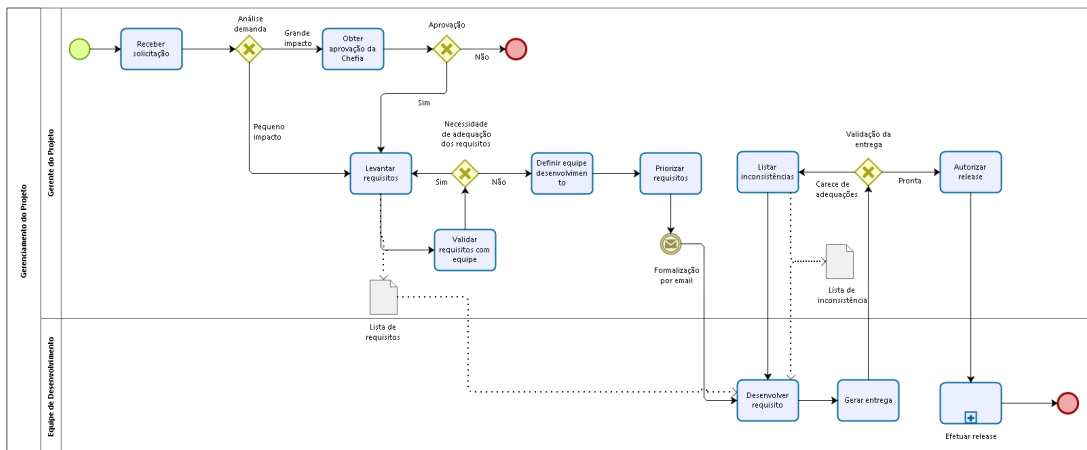 Gerenciamento do Projeto
Gerente do Projeto
Receber
solicitação
Análise
demanda
Grande
impacto
Obter
aprovação da
Chefia
Aprovação
Não
Sim
Pequeno
impacto
Levantar
requisitos
Necessidade
de adequação
dos requisitos
Sim
Não
Validar
requisitos com
equipe
Definir equipe
desenvolvime
nto
Priorizar
requisitos
Formalização
por email
Lista de
requisitos
Listar
inconsistências
Validação da
entrega
Carece de
adequações
Pronta
Autorizar
release
Lista de
inconsistência
Equipe de Desenvolvimento
Desenvolver
requisito
Gerar entrega
Efetuar release